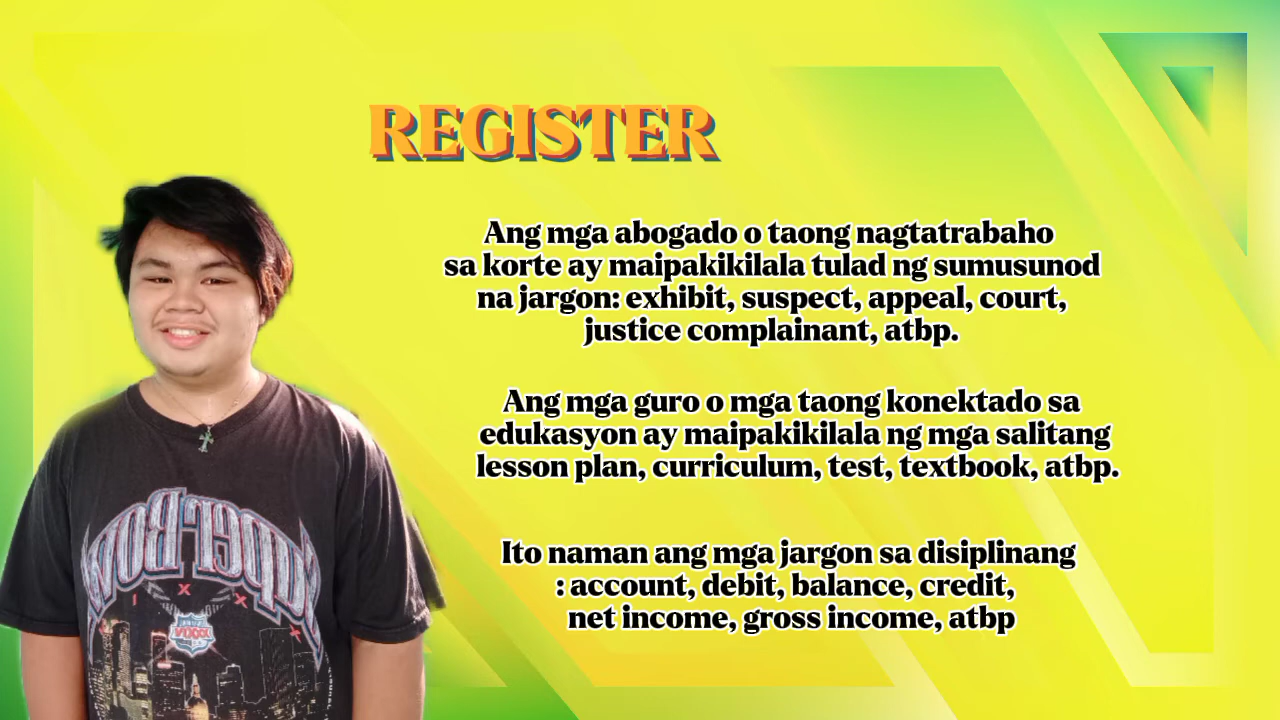 REGISTER
Ang mga abogado o taong nagtatrabaho
sa korte ay maipakikilala tulad ng sumusunod
na jargon: exhibit, suspect, appeal, court,
justice complainant, atbp.
Ang mga guro o mga taong konektado sa
edukasyon ay maipakikilala ng mga salitang
lesson plan, curriculum, test, textbook, atbp.
Ito naman ang mga jargon sa disiplinang
: account, debit, balance, credit,
net income, gross income, atbp